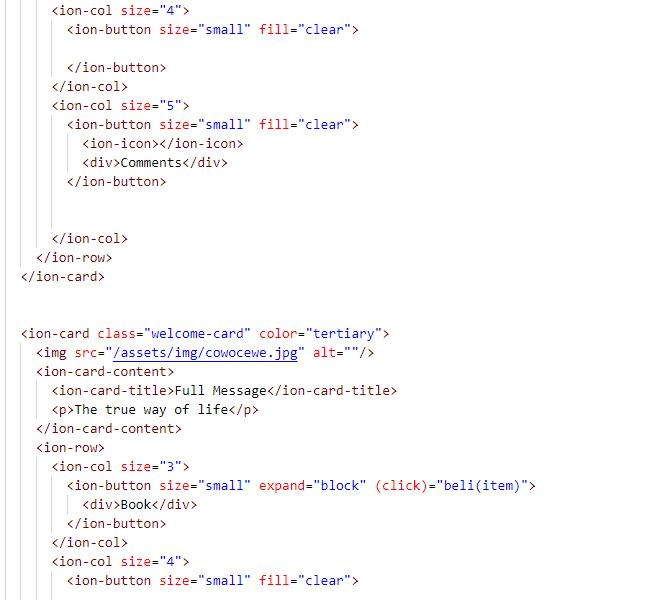 <ion-col size="4">
<ion-button size="small" fill="clear">
</ion-button>
</ion-col>
<ion-col size="5">
<ion-button size="small" fill="clear">
<ion-icon></ion-icon>
<div>Comments</div>
</ion-button>
</ion-col>
</ion-row>
</ion-card>
<ion-card class="welcome-card" color="tertiary">
<img src="/assets/img/cowocewe.jpg" alt=""/>
<ion-card-content>
<ion-card-title>Full Message</ion-card-title>
<p>The true way of life</p>
</ion-card-content>
<ion-row>
<ion-col size="3">
<ion-button size="small" expand="block" (click)="beli(item)">
<div>Book</div>
</ion-button>
</ion-col>
<ion-col size="4">
<ion-button size="small" fill="clear">